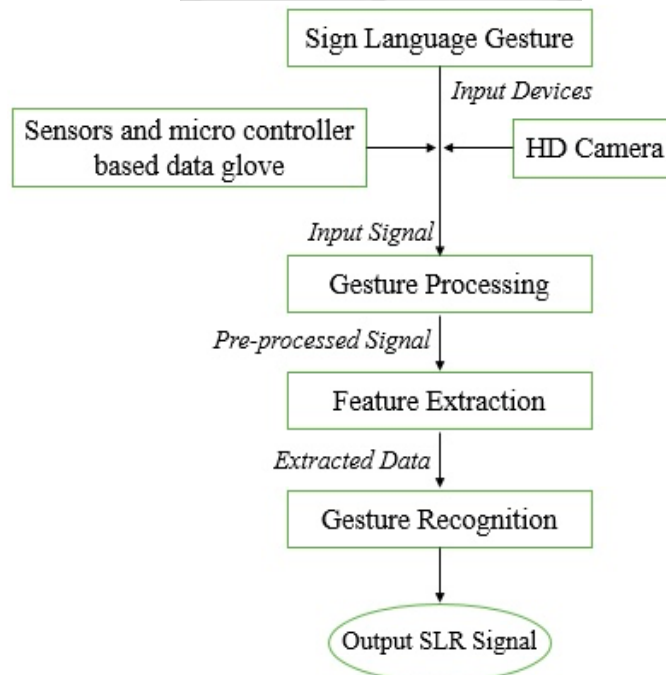 Sign Language Gesture
Input Devices
Sensors and micro controller
based data glove
HD Camera
Input Signal
Gesture Processing
Pre-processed Signal
Feature Extraction
Extracted Data
Gesture Recognition
Output SLR Signal